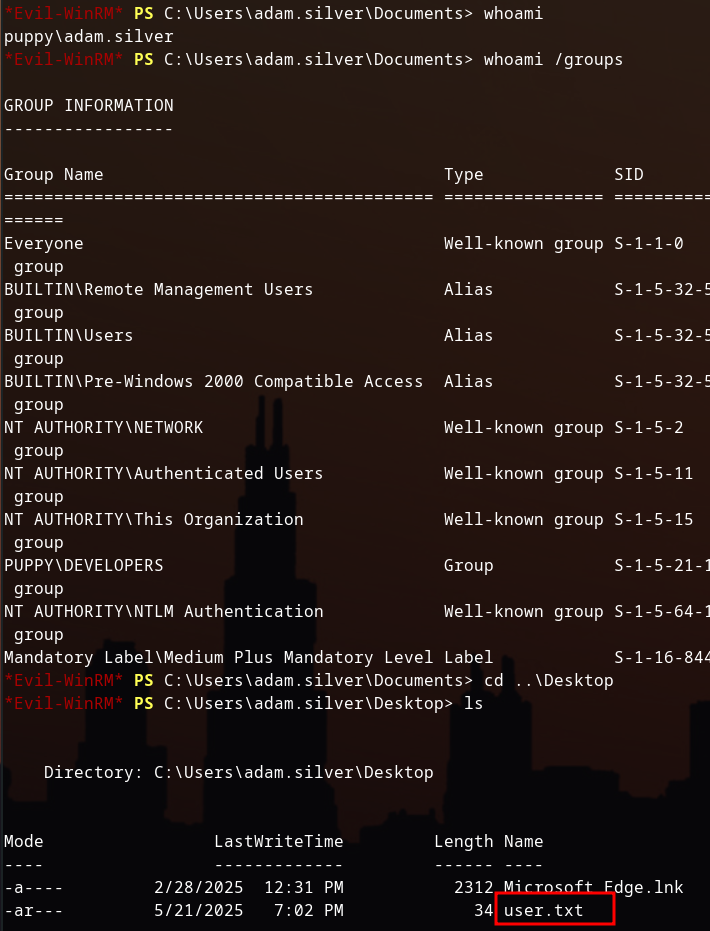 *Evil-WinRM* PS C:\Users\adam.silver\Documents> whoami
puppy\adam.silver
*Evil-WinRM* PS C:\Users\adam.silver\Documents> whoami /groups
GROUP INFORMATION
-----------------
Group Name                                  Type             SID
=========================================== ================ ==========
======
Everyone                                    Well-known group S-1-1-0
 group
BUILTIN\Remote Management Users             Alias            S-1-5-32-5
 group
BUILTIN\Users                               Alias            S-1-5-32-5
 group
BUILTIN\Pre-Windows 2000 Compatible Access  Alias            S-1-5-32-5
 group
NT AUTHORITY\NETWORK                        Well-known group S-1-5-2
 group
NT AUTHORITY\Authenticated Users            Well-known group S-1-5-11
 group
NT AUTHORITY\This Organization              Well-known group S-1-5-15
 group
PUPPY\DEVELOPERS                            Group            S-1-5-21-1
 group
NT AUTHORITY\NTLM Authentication            Well-known group S-1-5-64-1
 group
Mandatory Label\Medium Plus Mandatory Level Label            S-1-16-844
*Evil-WinRM* PS C:\Users\adam.silver\Documents> cd ..\Desktop
*Evil-WinRM* PS C:\Users\adam.silver\Desktop> ls
    Directory: C:\Users\adam.silver\Desktop
Mode                 LastWriteTime         Length Name
----                 -------------         ------ ----
-a----         2/28/2025  12:31 PM           2312 Microsoft Edge.lnk
-ar---         5/21/2025   7:02 PM             34 user.txt